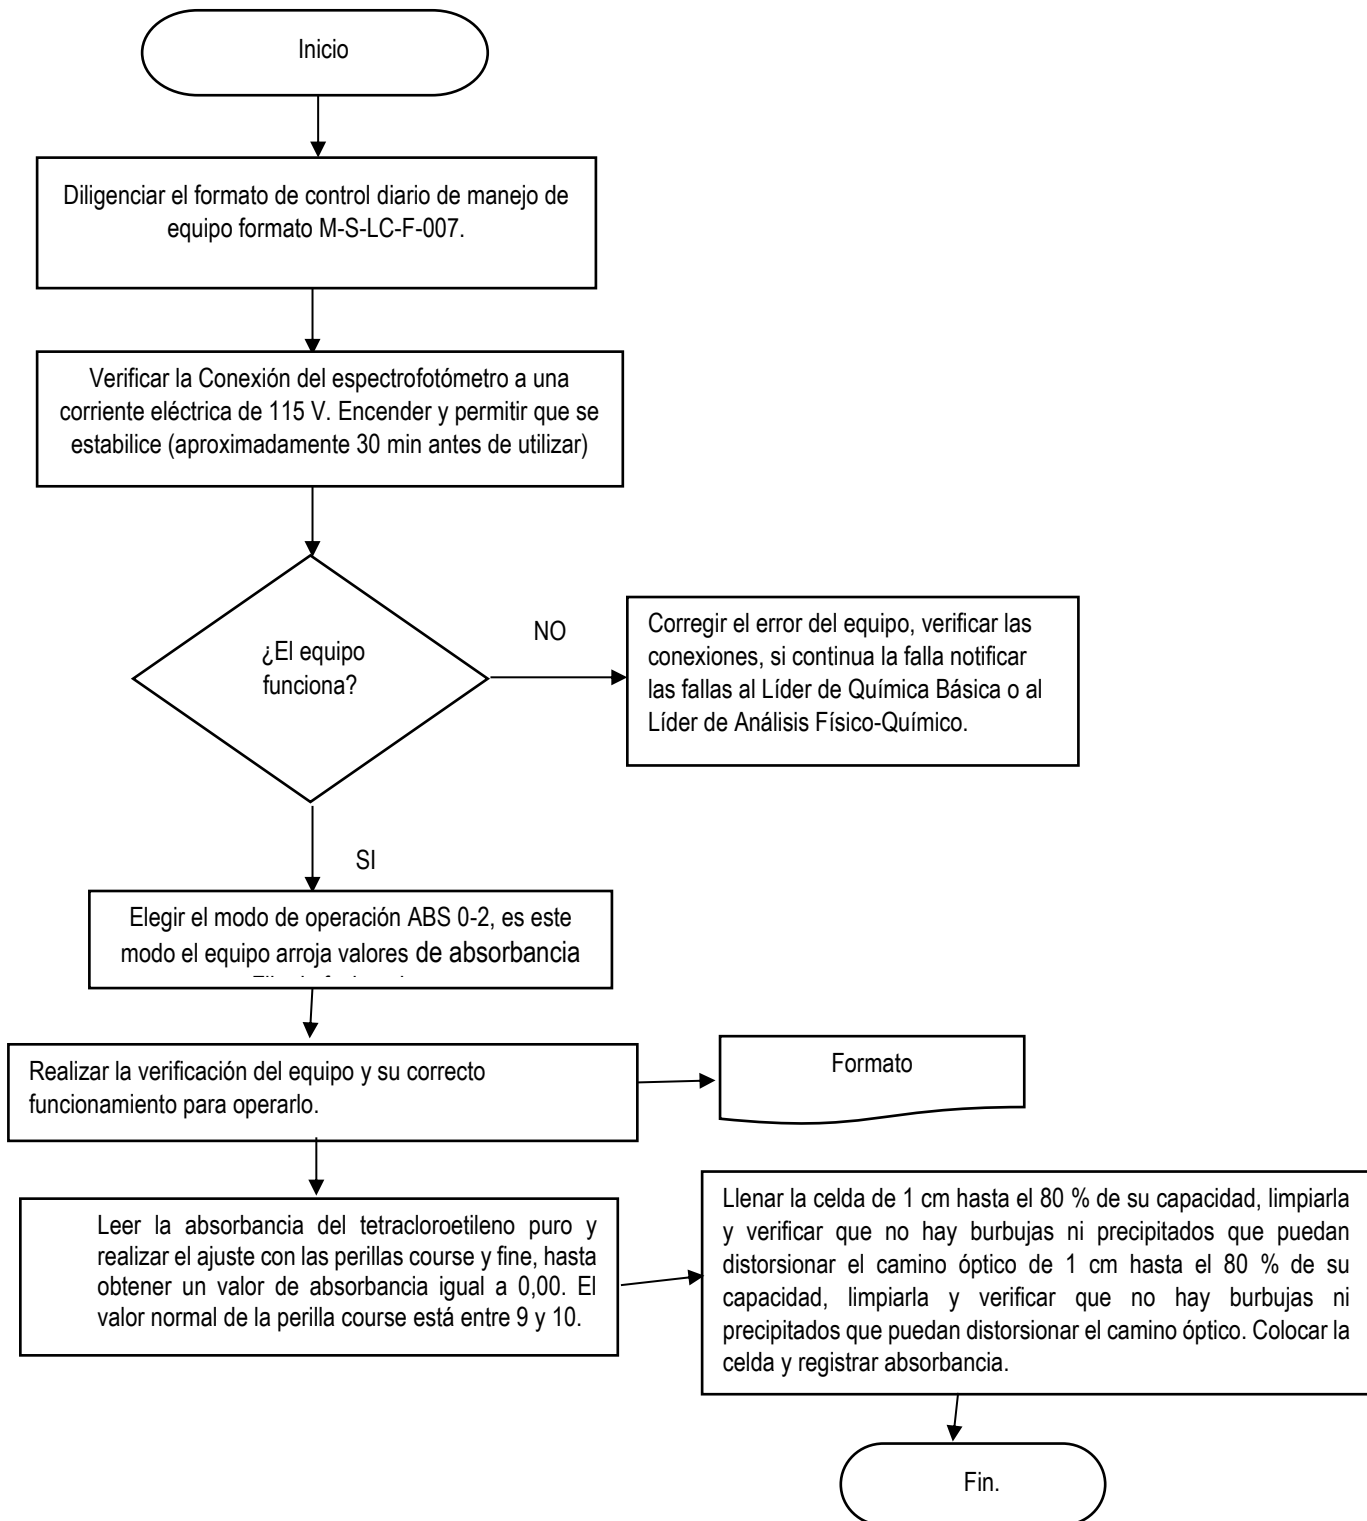 Inicio
Diligenciar el formato de control diario de manejo de
equipo formato M-S-LC-F-007.
Verificar la Conexión del espectrofotómetro a una
corriente eléctrica de 115 V. Encender y permitir que se
estabilice (aproximadamente 30 min antes de utilizar)
¿El equipo
funciona?
NO
Corregir el error del equipo, verificar las
conexiones, si continua la falla notificar
las fallas al Líder de Química Básica o al
Líder de Análisis Físico-Químico.
SI
Elegir el modo de operación ABS 0-2, es este
modo el equipo arroja valores de absorbancia
Realizar la verificación del equipo y su correcto
funcionamiento para operarlo.
Formato
Leer la absorbancia del tetracloroetileno puro y
realizar el ajuste con las perillas course y fine, hasta
obtener un valor de absorbancia igual a 0,00. El
valor normal de la perilla course está entre 9 y 10.
Llenar la celda de 1 cm hasta el 80 % de su capacidad, limpiarla
y verificar que no hay burbujas ni precipitados que puedan
distorsionar el camino óptico de 1 cm hasta el 80 % de su
capacidad, limpiarla y verificar que no hay burbujas ni
precipitados que puedan distorsionar el camino óptico. Colocar la
celda y registrar absorbancia.
Fin.